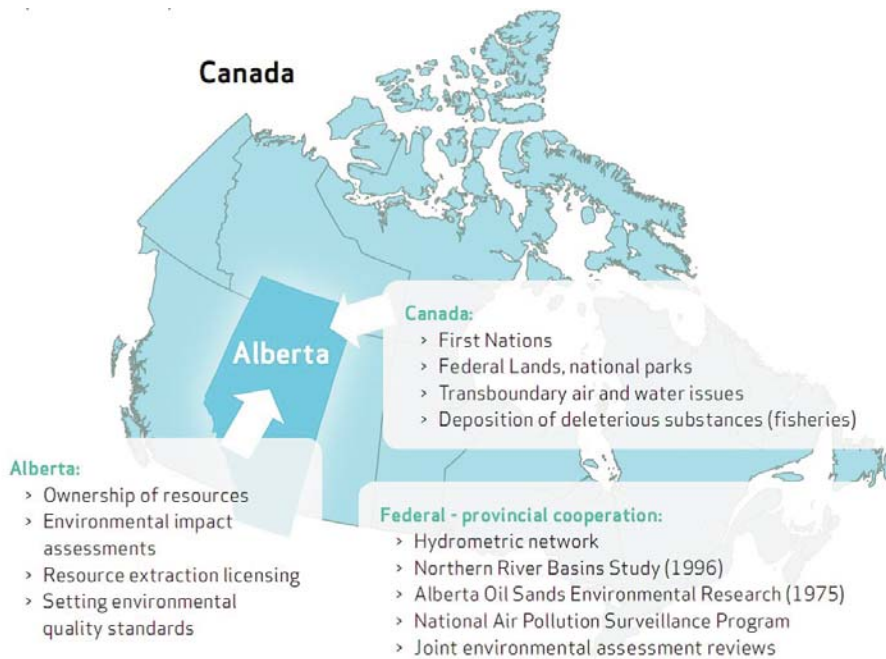 Canada
Alberta
Canada:
› First Nations
› Federal Lands, national parks
› Transboundary air and water issues
› Deposition of deleterious substances (fisheries)
Alberta:
› Ownership of resources
› Environmental impact
assessments
› Resource extraction licensing
› Setting environmental
quality standards
Federal - provincial cooperation:
› Hydrometric network
› Northern River Basins Study (1996)
› Alberta Oil Sands Environmental Research (1975)
› National Air Pollution Surveillance Program
› Joint environmental assessment reviews